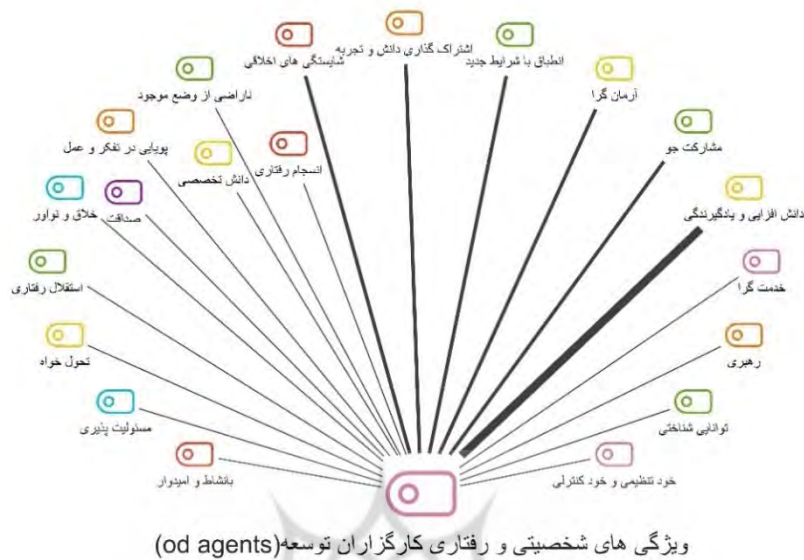 اشتراک گذاری دانش و تجربه
انطباق با شرایط جدید
شایستگی های اخلاقی
ناراضی از وضع موجود
آرمان گرا
پویایی در تفکر و عمل
مشارکت جو
انسجام رفتاری
دانش تخصصی
خلاق و نواور
صداقت
دانش افزایی و یادگیرندگی
استقلال رفتاری
خدمت گرا
تحول خواه
رهبری
مسئولیت پذیری
توانایی شناختی
بانشاط و امیدوار
خود تنظیمی و خود کنترلی
ویژگی های شخصیتی و رفتاری کارگزاران توسعه(od agents)